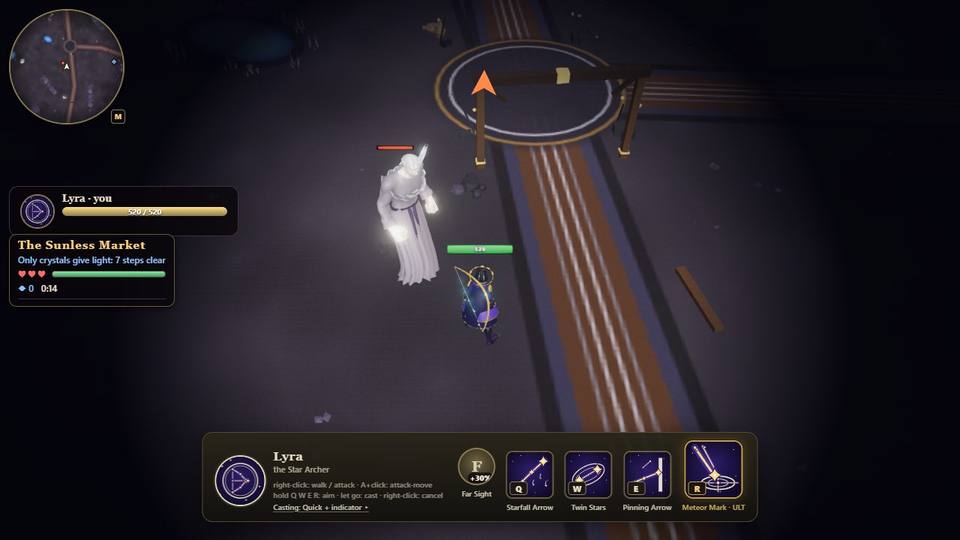 M
Lyra · you
520 / 520
The Sunless Market
Only crystals give light: 7 steps clear
0 0:14
Lyra
the Star Archer
right-click: walk / attack · A+click: attack-move
hold Q W E R: aim · let go: cast · right-click: cancel
Casting: Quick + indicator
F
+30%
Far Sight
Q
Starfall Arrow
W
Twin Stars
E
Pinning Arrow
R
Meteor Mark · ULT